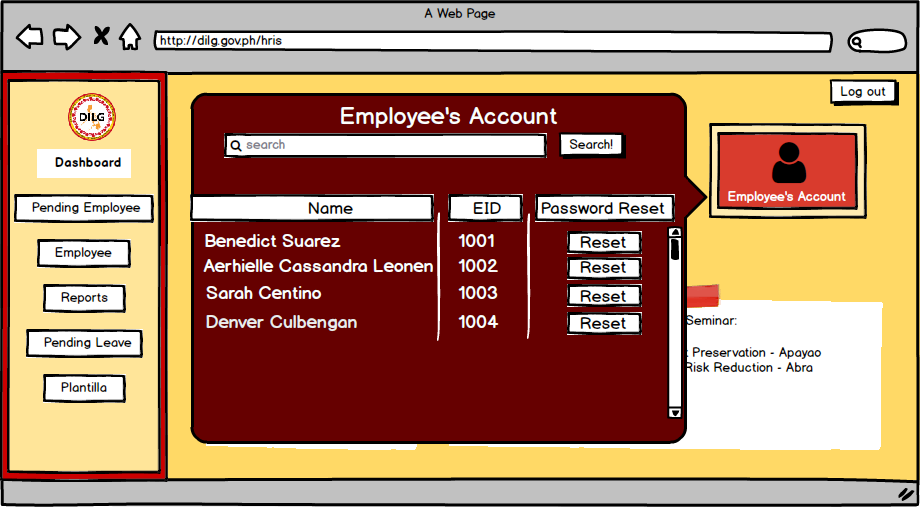 A Web Page
http://dilg.gov.ph/hris
DILG
Dashboard
Pending Employee
Employee
Reports
Pending Leave
Plantilla
Log out
Employee's Account
Employee's Account
search
Search!
Name EID Password Reset
Benedict Suarez 1001 Reset
Aerhielle Cassandra Leonen 1002 Reset
Sarah Centino 1003 Reset
Denver Culbengan 1004 Reset
Seminar:
Preservation - Apayao
Risk Reduction - Abra